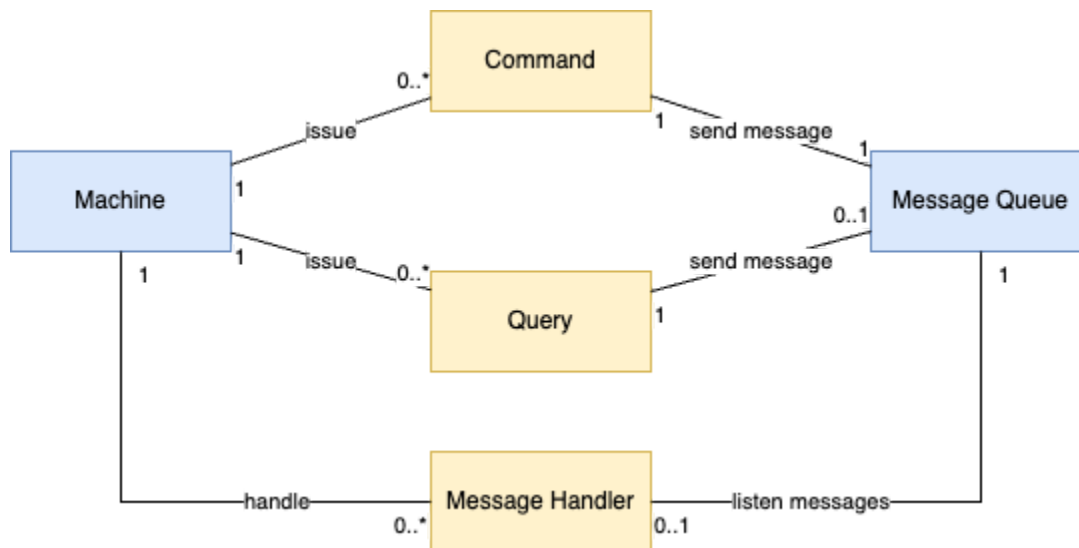 Command
0..*
1
issue
send message
1
1
Machine
Message Queue
0..1
1
issue
0..*
send message
1
1
1
Query
handle
Message Handler
listen messages
0..*
0..1